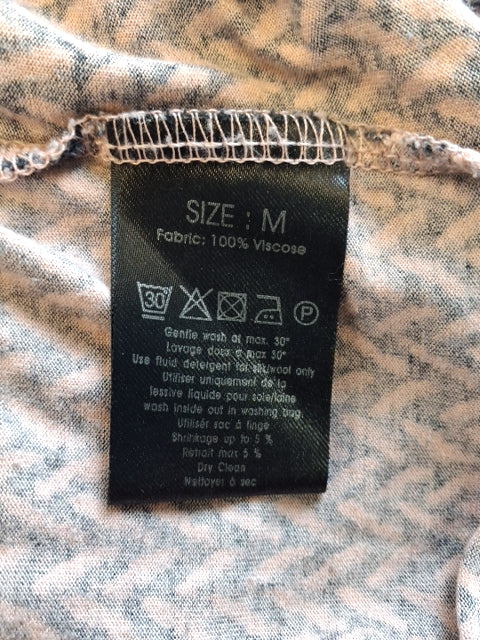 SIZE : M
Fabric: 100% Viscose
30 P
Gentle wash at max. 30°
Lavage doux a max 30°
Use fluid detergent for silk/wool only
Utiliser uniquement de la
lessive liquide pour soie/laine
wash inside out in washing bag
Utilisér sac à linge
Shrinkage up to 5 %
Retrait max 5 %
Dry Clean
Nettoyer à sec